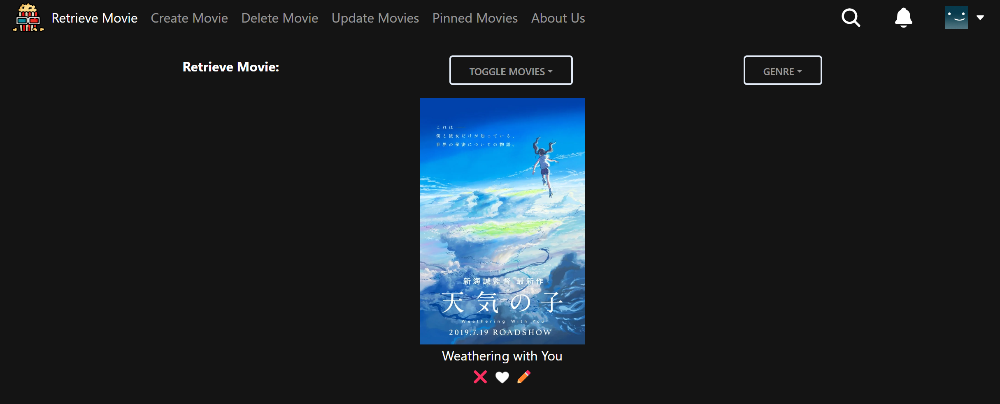 Retrieve Movie Create Movie Delete Movie Update Movies Pinned Movies About Us
Retrieve Movie:
TOGGLE MOVIES
GENRE
これは——
僕と彼女だけが知っている、
世界の秘密についての物語。
新海誠監督 最新作
天気の子
Weathering With You
2019.7.19 ROADSHOW
Weathering with You